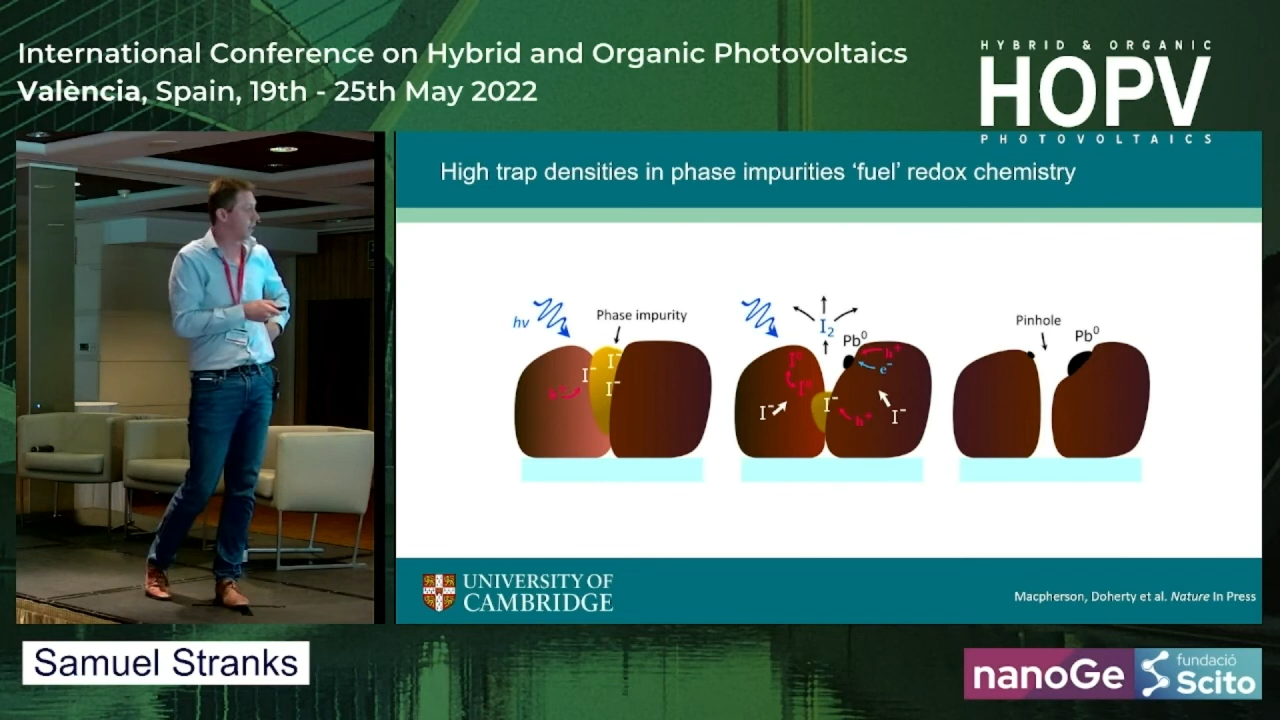 International Conference on Hybrid and Organic Photovoltaics
València, Spain, 19th - 25th May 2022
HYBRID & ORGANIC
HOPV
PHOTOVOLTAICS
High trap densities in phase impurities ‘fuel’ redox chemistry
hv
Phase impurity
I⁻
I⁻
I⁻
I₂
Pb⁰
h⁺
e⁻
I⁰
I⁻
I⁻
h⁺
I⁻
Pinhole
Pb⁰
UNIVERSITY OF
CAMBRIDGE
Macpherson, Doherty et al. Nature In Press
Samuel Stranks
nanoGe
fundació
Scito